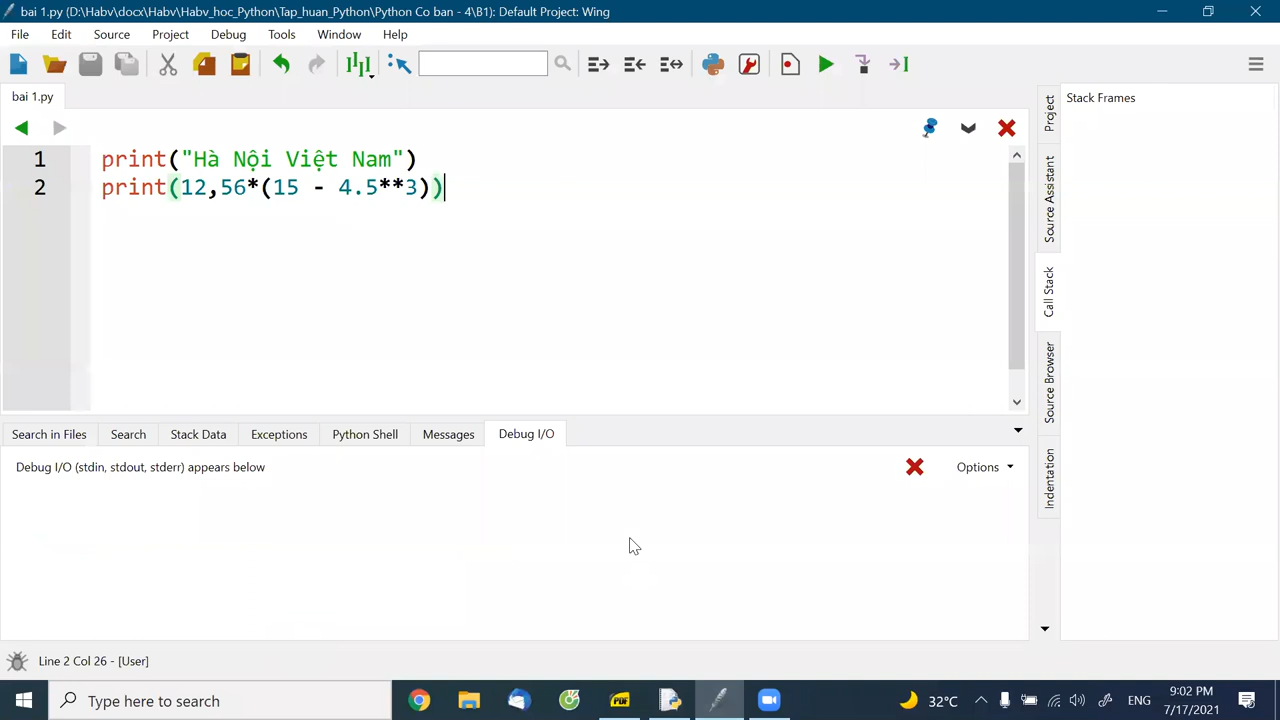 bai 1.py (D:\Habv\docx\Habv\Habv_hoc_Python\Tap_huan_Python\Python Co ban - 4\B1): Default Project: Wing
File Edit Source Project Debug Tools Window Help
bai 1.py
1 print("Hà Nội Việt Nam")
2 print(12,56*(15 - 4.5**3))
Search in Files Search Stack Data Exceptions Python Shell Messages Debug I/O
Debug I/O (stdin, stdout, stderr) appears below
Options
Project
Source Assistant
Call Stack
Source Browser
Indentation
Stack Frames
Line 2 Col 26 - [User]
Type here to search
PDF
32°C
ENG
9:02 PM
7/17/2021